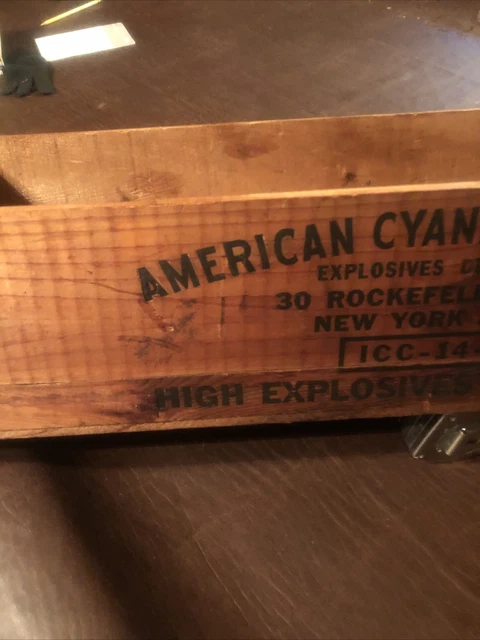 AMERICAN CYAN
EXPLOSIVES D
30 ROCKEFEL
NEW YORK
ICC-14
HIGH EXPLOSIVES